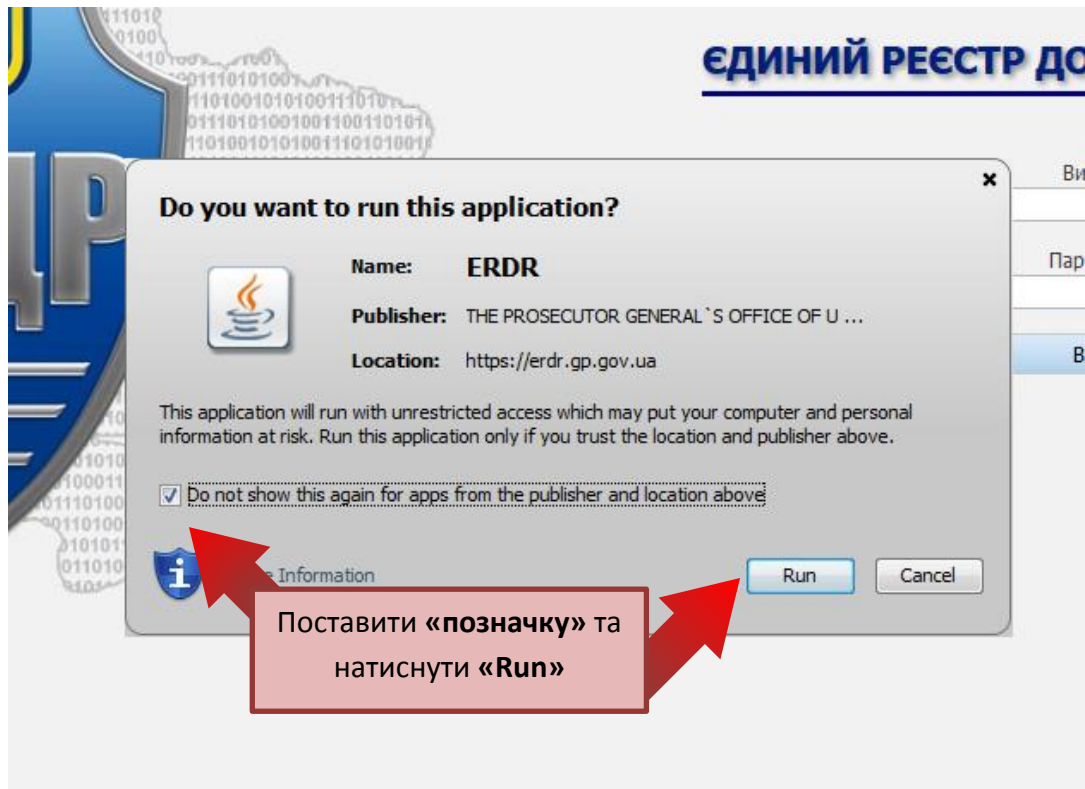 ЄДИНИЙ РЕЄСТР ДО
Do you want to run this application?
Name: ERDR
Publisher: THE PROSECUTOR GENERAL`S OFFICE OF U ...
Location: https://erdr.gp.gov.ua
This application will run with unrestricted access which may put your computer and personal
information at risk. Run this application only if you trust the location and publisher above.
Do not show this again for apps from the publisher and location above
Information
Run
Cancel
Поставити «позначку» та
натиснути «Run»
Ви
Пар
В